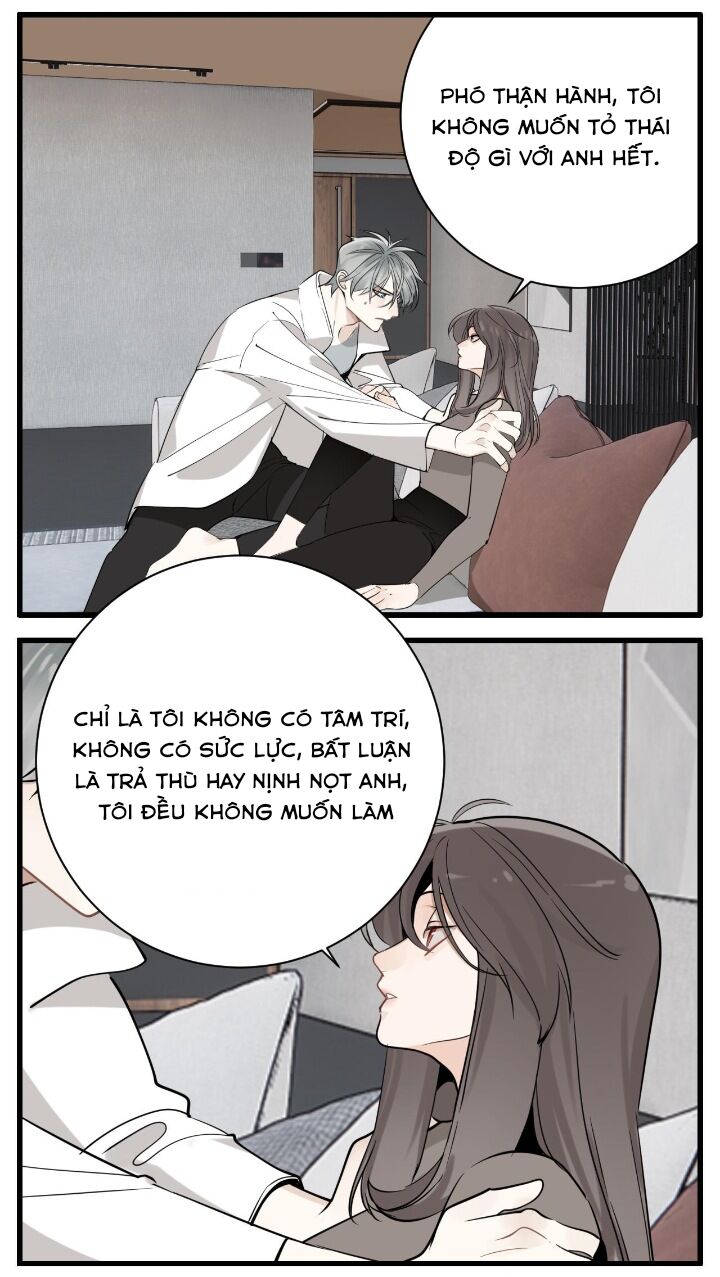 PHÓ THẬN HÀNH, TÔI
KHÔNG MUỐN TỎ THÁI
ĐỘ GÌ VỚI ANH HẾT.
CHỈ LÀ TÔI KHÔNG CÓ TÂM TRÍ,
KHÔNG CÓ SỨC LỰC, BẤT LUẬN
LÀ TRẢ THÙ HAY NỊNH NỌT ANH,
TÔI ĐỀU KHÔNG MUỐN LÀM